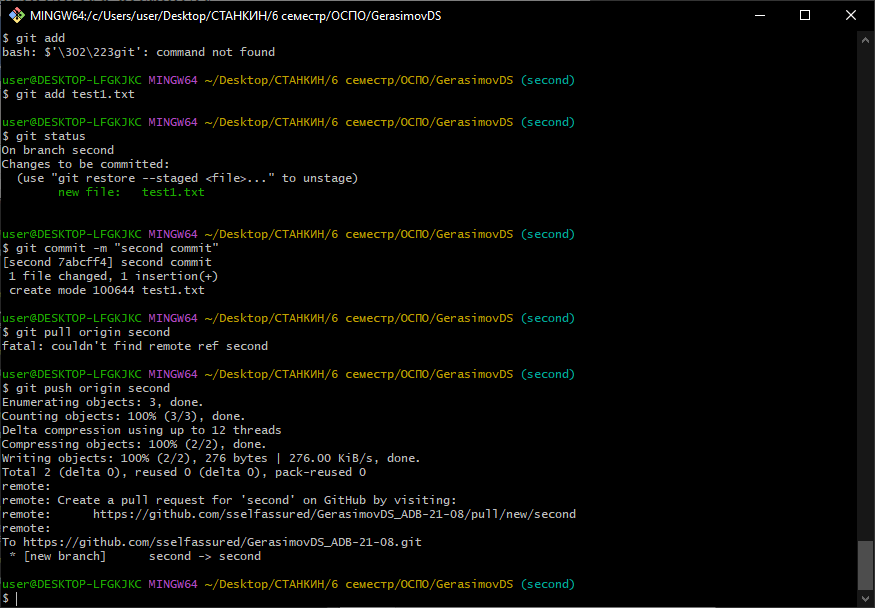 MINGW64:/c/Users/user/Desktop/СТАНКИН/6 семестр/ОСПО/GerasimovDS
$ git add
bash: $'\302\223git': command not found
user@DESKTOP-LFGKJKC MINGW64 ~/Desktop/СТАНКИН/6 семестр/ОСПО/GerasimovDS (second)
$ git add test1.txt
user@DESKTOP-LFGKJKC MINGW64 ~/Desktop/СТАНКИН/6 семестр/ОСПО/GerasimovDS (second)
$ git status
On branch second
Changes to be committed:
  (use "git restore --staged <file>..." to unstage)
        new file:   test1.txt
user@DESKTOP-LFGKJKC MINGW64 ~/Desktop/СТАНКИН/6 семестр/ОСПО/GerasimovDS (second)
$ git commit -m "second commit"
[second 7abcff4] second commit
 1 file changed, 1 insertion(+)
 create mode 100644 test1.txt
user@DESKTOP-LFGKJKC MINGW64 ~/Desktop/СТАНКИН/6 семестр/ОСПО/GerasimovDS (second)
$ git pull origin second
fatal: couldn't find remote ref second
user@DESKTOP-LFGKJKC MINGW64 ~/Desktop/СТАНКИН/6 семестр/ОСПО/GerasimovDS (second)
$ git push origin second
Enumerating objects: 3, done.
Counting objects: 100% (3/3), done.
Delta compression using up to 12 threads
Compressing objects: 100% (2/2), done.
Writing objects: 100% (2/2), 276 bytes | 276.00 KiB/s, done.
Total 2 (delta 0), reused 0 (delta 0), pack-reused 0
remote:
remote: Create a pull request for 'second' on GitHub by visiting:
remote:      https://github.com/sselfassured/GerasimovDS_ADB-21-08/pull/new/second
remote:
To https://github.com/sselfassured/GerasimovDS_ADB-21-08.git
 * [new branch]      second -> second
user@DESKTOP-LFGKJKC MINGW64 ~/Desktop/СТАНКИН/6 семестр/ОСПО/GerasimovDS (second)
$